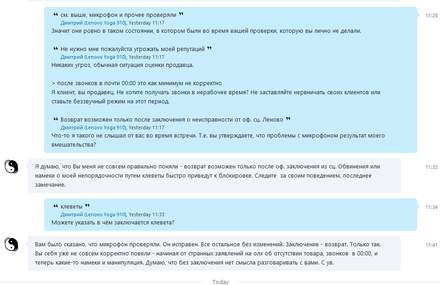 ❝ см. выше, микрофон и прочее проверяли ❞
Дмитрий (Lenovo Yoga 910), Yesterday 11:17
Значит они ровно в таком состоянии, в котором были во время вашей проверки, которую вы лично же делали.
11:28
❝ Не нужно мне пожалуйста угрожать моей репутацией ❞
Дмитрий (Lenovo Yoga 910), Yesterday 11:17
Никаких угроз, обычная ситуация оценки продавца.
> после звонков в почти 00:00 это как минимум не корректно
Я клиент, вы продавец. Не хотите получать звонки в нерабочее время? Не заставляйте нервничать своих клиентов или
ставьте беззвучный режим на этот период.
❝ Возврат возможен только после заключения о неисправности от оф. сц. Леново ❞
Дмитрий (Lenovo Yoga 910), Yesterday 11:17
Что-то я такого не слышал от вас во время встречи. Т.е. вы утверждаете, что проблемы с микрофоном результат моего
вмешательства?
Я думаю, что Вы меня не совсем правильно поняли - возврат возможен только после оф. заключения из сц. Обвинения или
намеки о моей непорядочности путем клеветы быстро приведут к блокировке. Следите за своим поведением, последнее
замечание.
11:33
❝ клеветы ❞
Дмитрий (Lenovo Yoga 910), Yesterday 11:33
Можете указать в чём заключается клевета?
11:34
Вам было сказано, что микрофон проверяли. Он исправен. Все остальное без изменений. Заключение - возврат. Только так.
Вы себя уже не совсем корректно повели - начиная от странных заявлений на олх об отсутствии товара, звонков в 00:00, и
теперь какие-то намеки и манипуляция. Думаю, что без заключения нет смысла разговаривать с вами. С ув.
11:41
Today